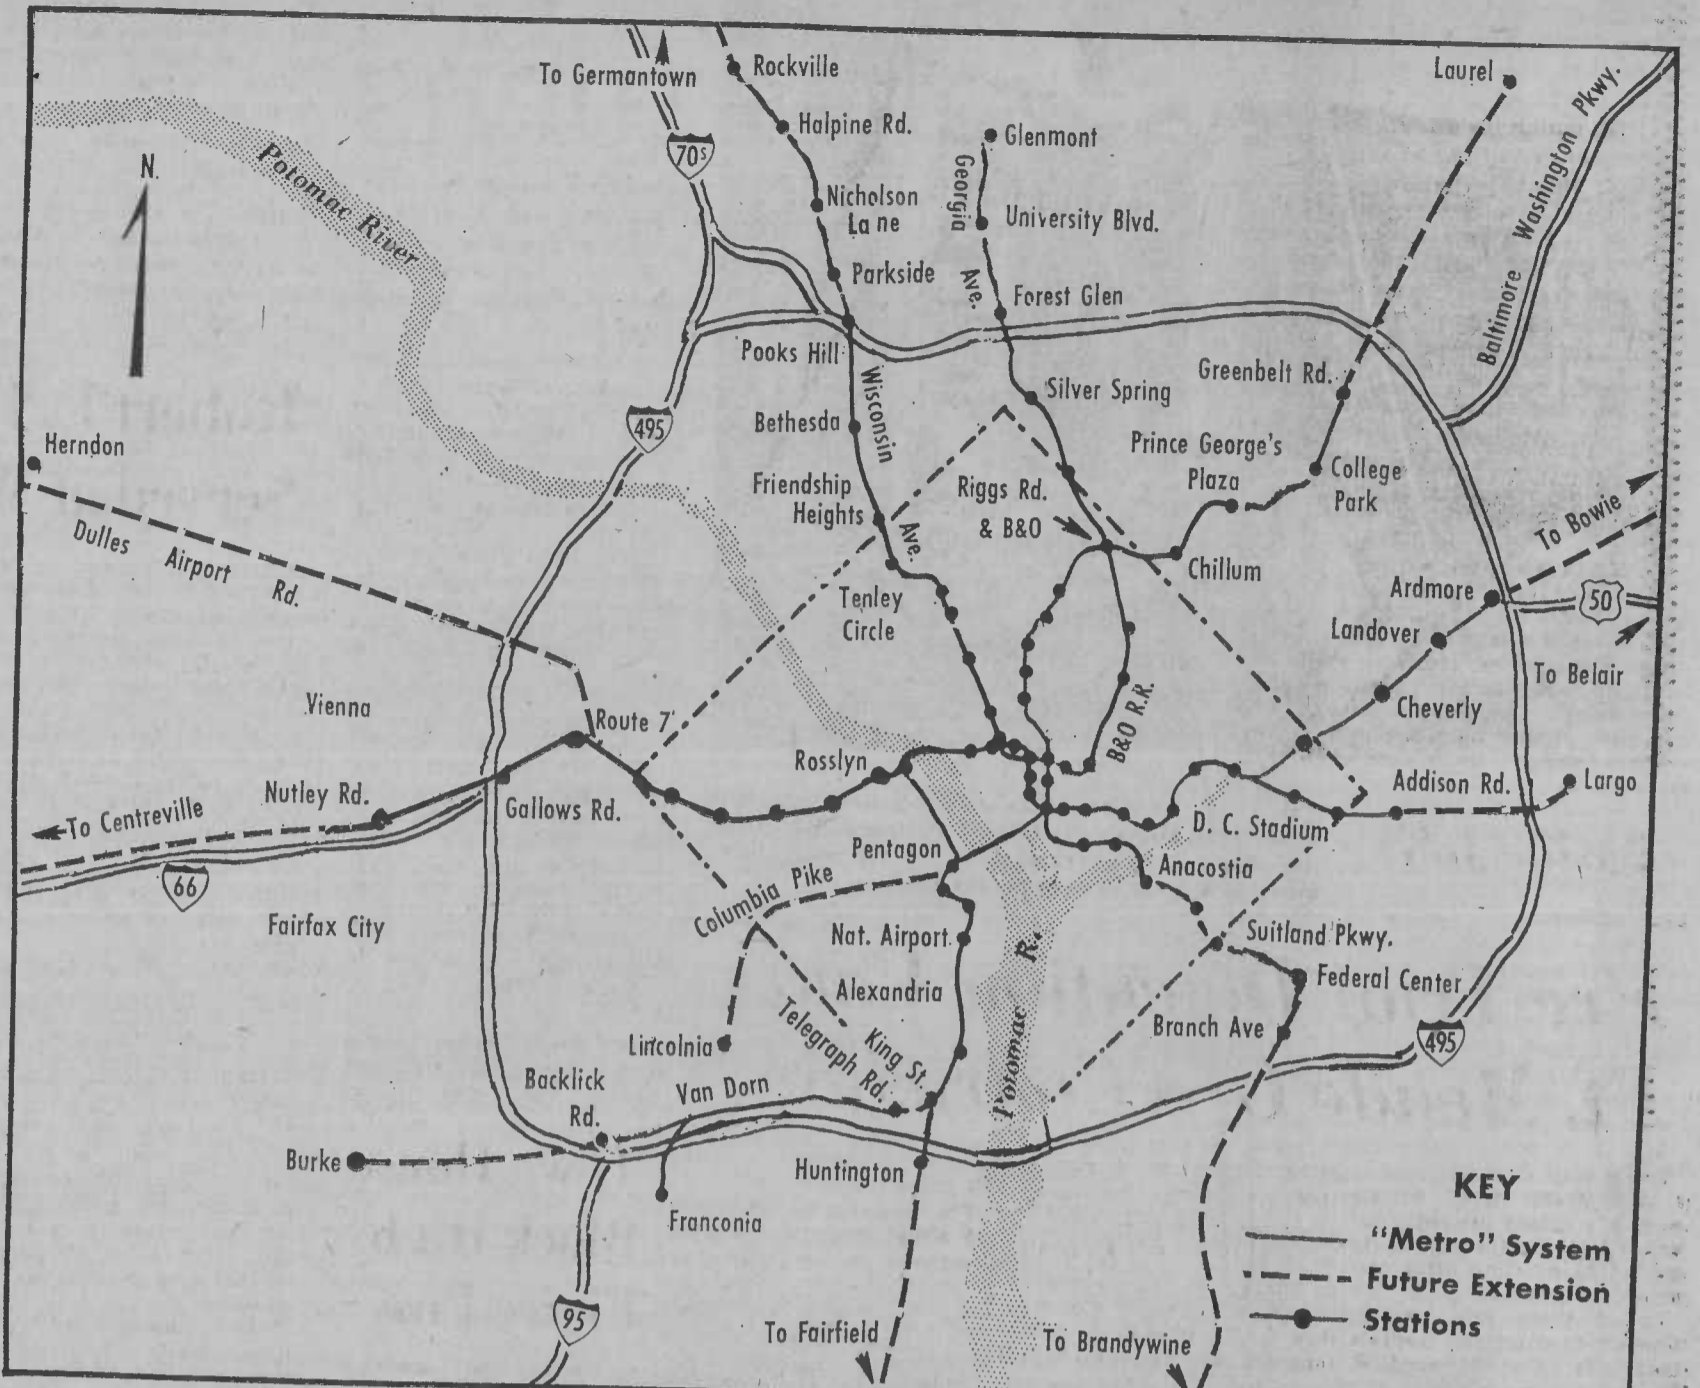 To Germantown
Rockville
Laurel
Halpine Rd.
Glenmont
70S
N.
Potomac River
Nicholson
Lane
Georgia
Ave.
University Blvd.
Baltimore Washington Pkwy.
Parkside
Forest Glen
Pooks Hill
Wisconsin
Ave.
Greenbelt Rd.
Silver Spring
Bethesda
495
Herndon
Prince George's
Plaza
College
Park
Friendship
Heights
Riggs Rd.
& B&O
To Bowie
Dulles Airport Rd.
Chillum
Tenley
Circle
Ardmore
50
Landover
To Belair
Vienna
Route 7
Cheverly
B&O R.R.
Rosslyn
Addison Rd.
Largo
Nutley Rd.
Gallows Rd.
To Centreville
D. C. Stadium
Pentagon
Anacostia
66
Columbia Pike
Fairfax City
Nat. Airport
Suitland Pkwy.
Federal Center
Alexandria
Potomac R.
Branch Ave
495
Lincolnia
Telegraph Rd.
King St.
Backlick
Rd.
Van Dorn
Burke
Huntington
Franconia
KEY
"Metro" System
Future Extension
Stations
95
To Fairfield
To Brandywine